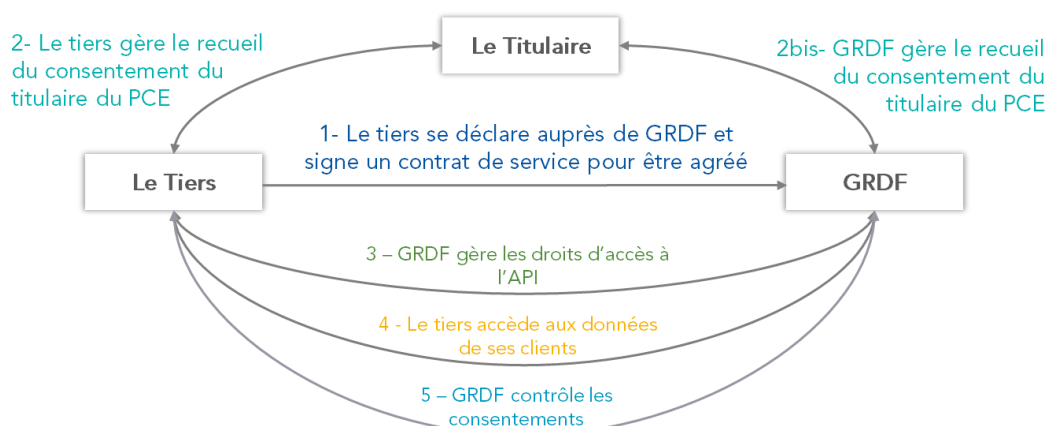 Le Titulaire
2- Le tiers gère le recueil
du consentement du
titulaire du PCE
2bis- GRDF gère le recueil
du consentement du
titulaire du PCE
1- Le tiers se déclare auprès de GRDF et
signe un contrat de service pour être agréé
Le Tiers
GRDF
3 – GRDF gère les droits d’accès à
l’API
4 - Le tiers accède aux données
de ses clients
5 – GRDF contrôle les
consentements